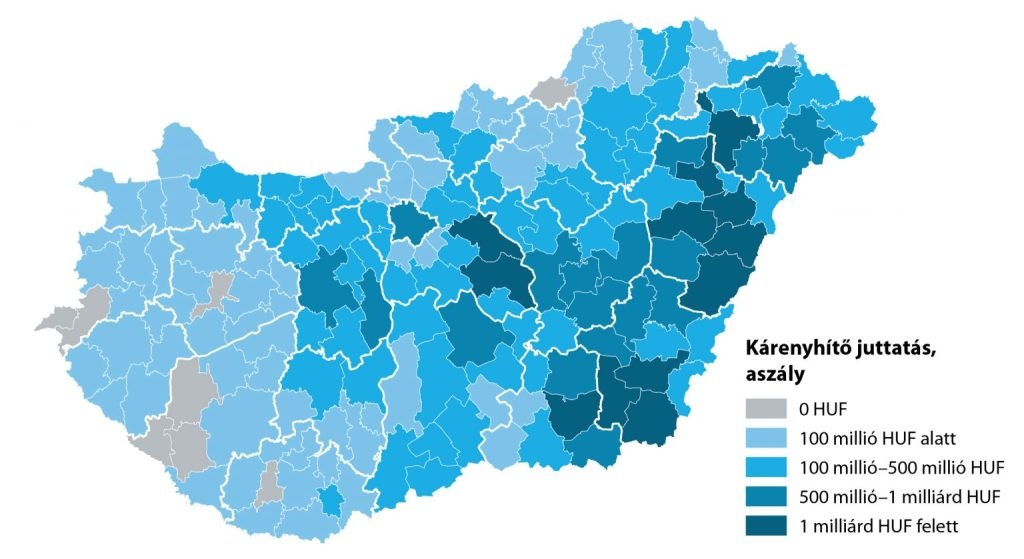 Kárenyhítő juttatás,
aszály
0 HUF
100 millió HUF alatt
100 millió–500 millió HUF
500 millió–1 milliárd HUF
1 milliárd HUF felett